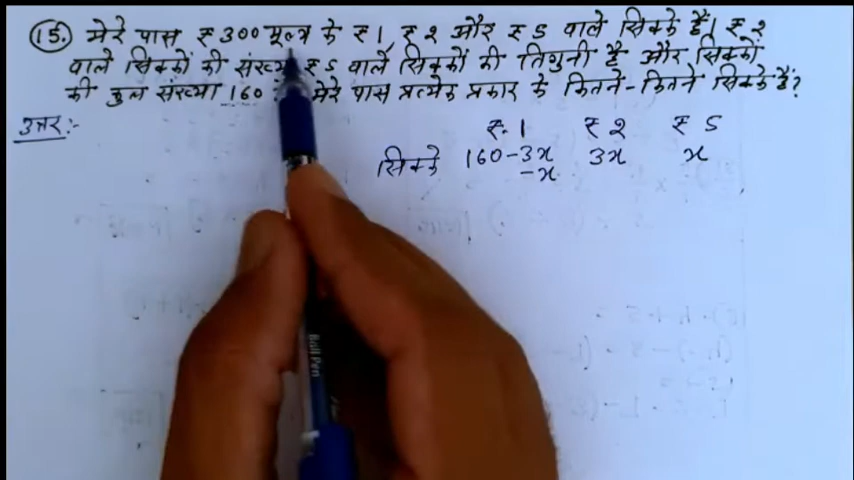 15. मेरे पास ₹300 मूल्य के ₹1, ₹2 और ₹5 वाले सिक्के हैं। ₹2
वाले सिक्कों की संख्या ₹5 वाले सिक्कों की तिगुनी है और सिक्कों
की कुल संख्या 160 मेरे पास प्रत्येक प्रकार के कितने-कितने सिक्के हैं?
उत्तर:-
₹.1 ₹2 ₹5
सिक्के 160-3x 3x x
-x